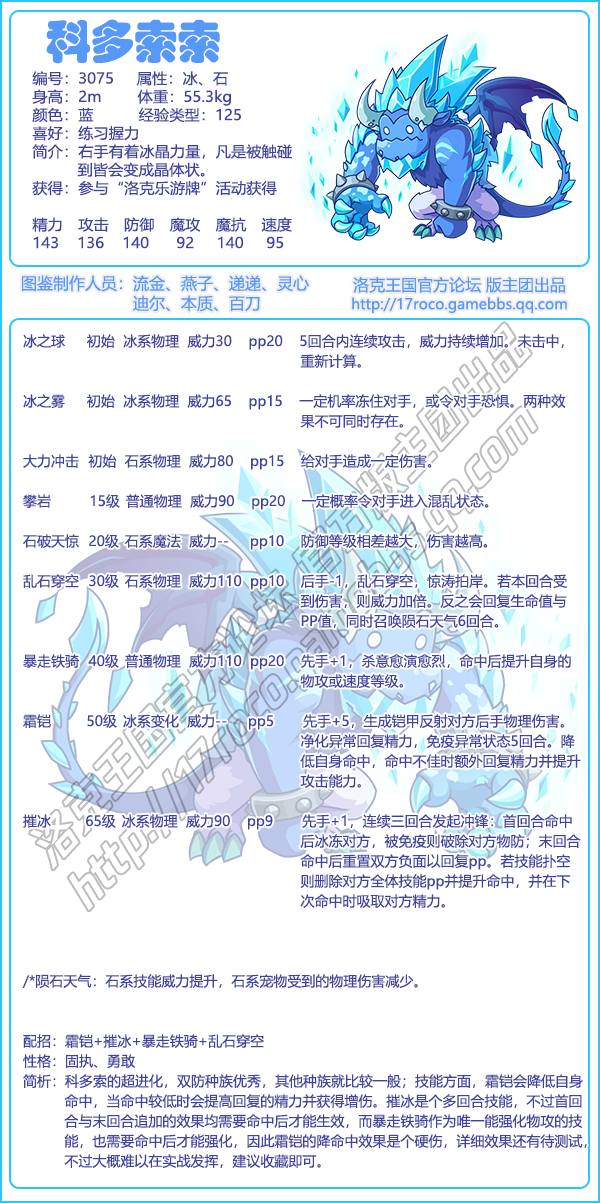 科多索索
编号：3075 属性：冰、石
身高：2m 体重：55.3kg
颜色：蓝 经验类型：125
喜好：练习握力
简介：右手有着冰晶力量，凡是被触碰
到皆会变成晶体状。
获得：参与“洛克乐游牌”活动获得
精力 攻击 防御 魔攻 魔抗 速度
143 136 140 92 140 95
图鉴制作人员：流金、燕子、递递、灵心
迪尔、本质、百刀
洛克王国官方论坛 版主团出品
http://17roco.gamebbs.qq.com
冰之球 初始 冰系物理 威力30 pp20 5回合内连续攻击，威力持续增加。未击中，
重新计算。
冰之雾 初始 冰系物理 威力65 pp15 一定机率冻住对手，或令对手恐惧。两种效
果不可同时存在。
大力冲击 初始 石系物理 威力80 pp15 给对手造成一定伤害。
攀岩 15级 普通物理 威力90 pp20 一定概率令对手进入混乱状态。
石破天惊 20级 石系魔法 威力-- pp10 防御等级相差越大，伤害越高。
乱石穿空 30级 石系物理 威力110 pp10 后手-1，乱石穿空，惊涛拍岸。若本回合受
到伤害，则威力加倍。反之会回复生命值与
PP值，同时召唤陨石天气6回合。
暴走铁骑 40级 普通物理 威力110 pp20 先手+1，杀意愈演愈烈，命中后提升自身的
物攻或速度等级。
霜铠 50级 冰系变化 威力-- pp5 先手+5，生成铠甲反射对方后手物理伤害。
净化异常回复精力，免疫异常状态5回合。降
低自身命中，命中不佳时额外回复精力并提升
攻击能力。
摧冰 65级 冰系物理 威力90 pp9 先手+1，连续三回合发起冲锋：首回合命中
后冰冻对方，被免疫则破除对方物防；末回合
命中后重置双方负面以回复pp。若技能扑空
则删除对方全体技能pp并提升命中，并在下
次命中时吸取对方精力。
洛克王国官方论坛 官方版主团出品
http://17roco.gamebbs.qq.com
/*陨石天气：石系技能威力提升，石系宠物受到的物理伤害减少。
配招：霜铠+摧冰+暴走铁骑+乱石穿空
性格：固执、勇敢
简析：科多索的超进化，双防种族优秀，其他种族就比较一般；技能方面，霜铠会降低自身
命中，当命中较低时会提高回复的精力并获得增伤。摧冰是个多回合技能，不过首回
合与末回合追加的效果均需要命中后才能生效，而暴走铁骑作为唯一能强化物攻的技
能，也需要命中后才能强化，因此霜铠的降命中效果是个硬伤，详细效果还有待测试，
不过大概难以在实战发挥，建议收藏即可。